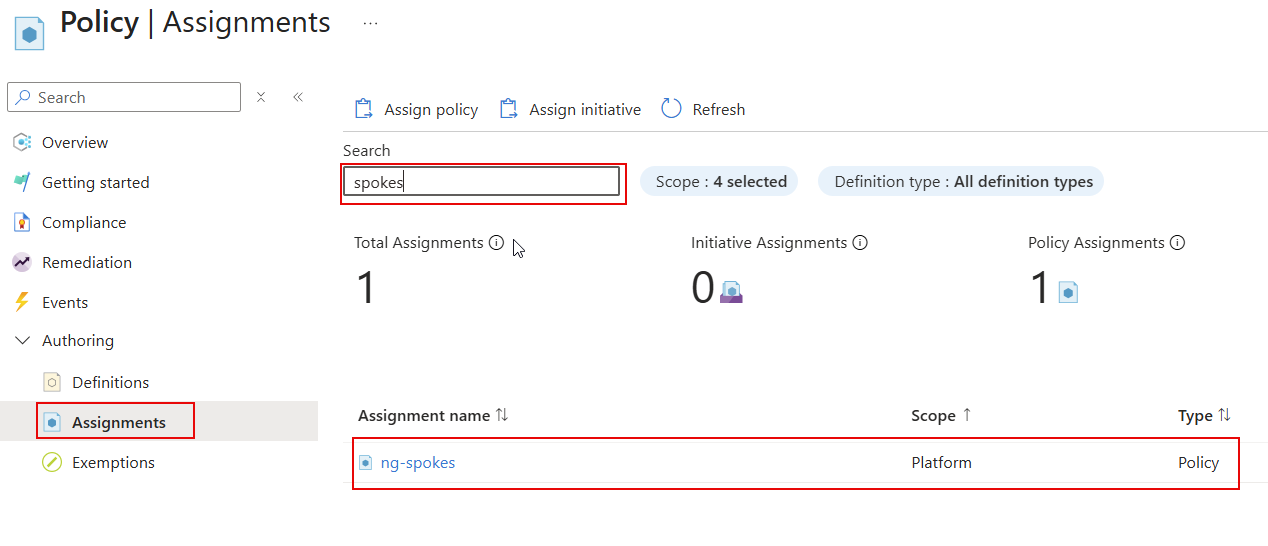 Policy | Assignments ...
Search
Overview
Getting started
Compliance
Remediation
Events
Authoring
Definitions
Assignments
Exemptions
Assign policy Assign initiative Refresh
Search
spokes Scope : 4 selected Definition type : All definition types
Total Assignments Initiative Assignments Policy Assignments
1 0 1
Assignment name Scope Type
ng-spokes Platform Policy